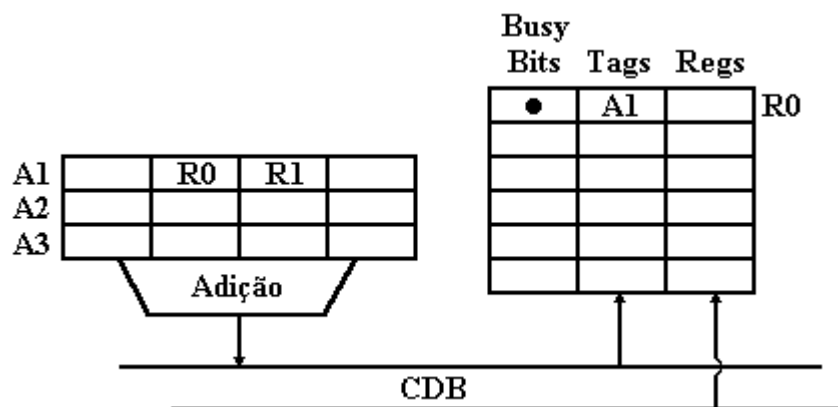 Busy
Bits Tags Regs
A1 R0
A1 R0 R1
A2
A3
Adição
CDB